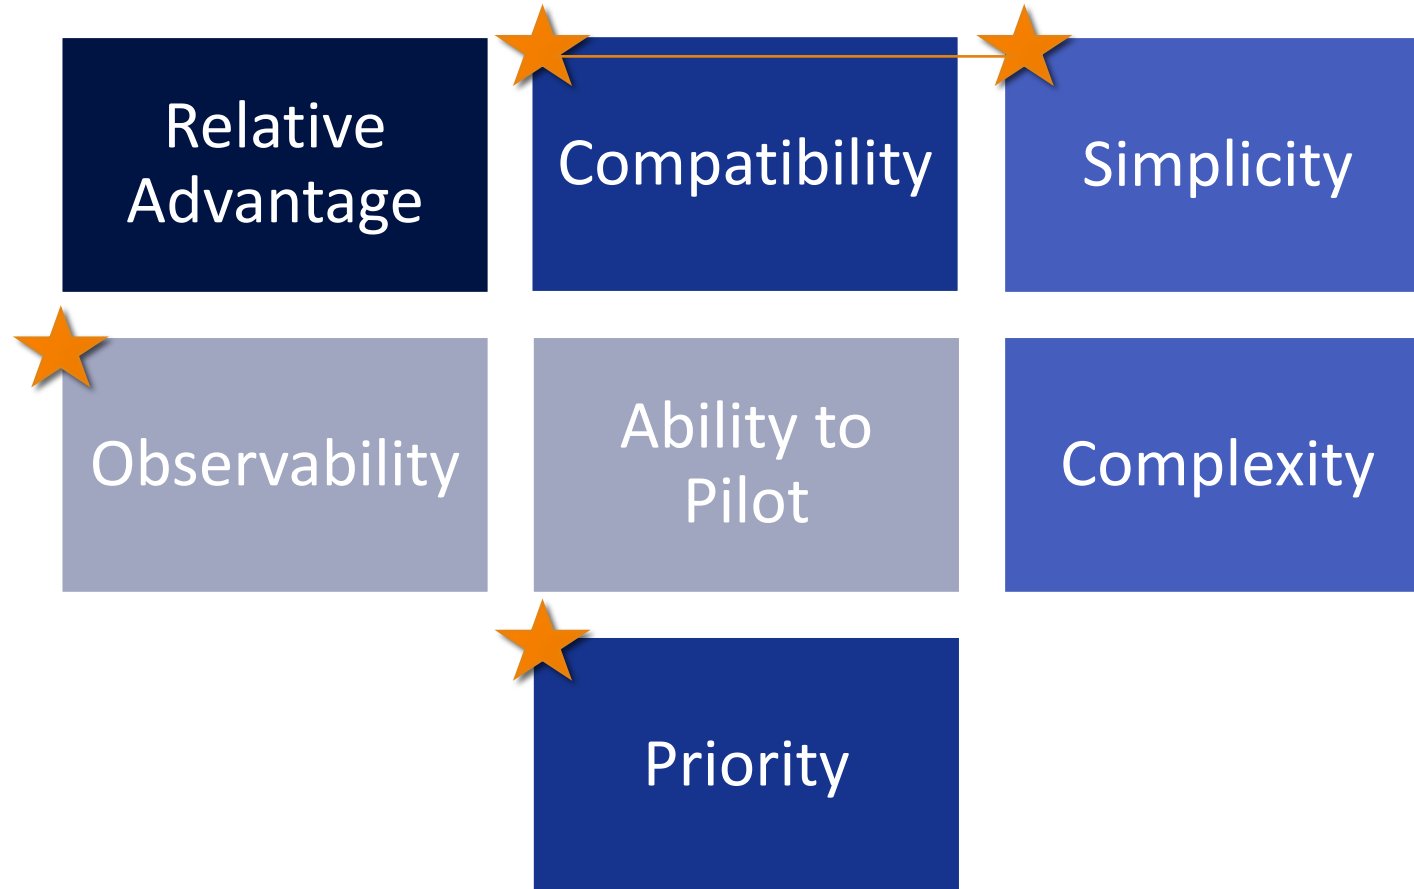 Relative
Advantage
Compatibility
Simplicity
Observability
Ability to
Pilot
Complexity
Priority